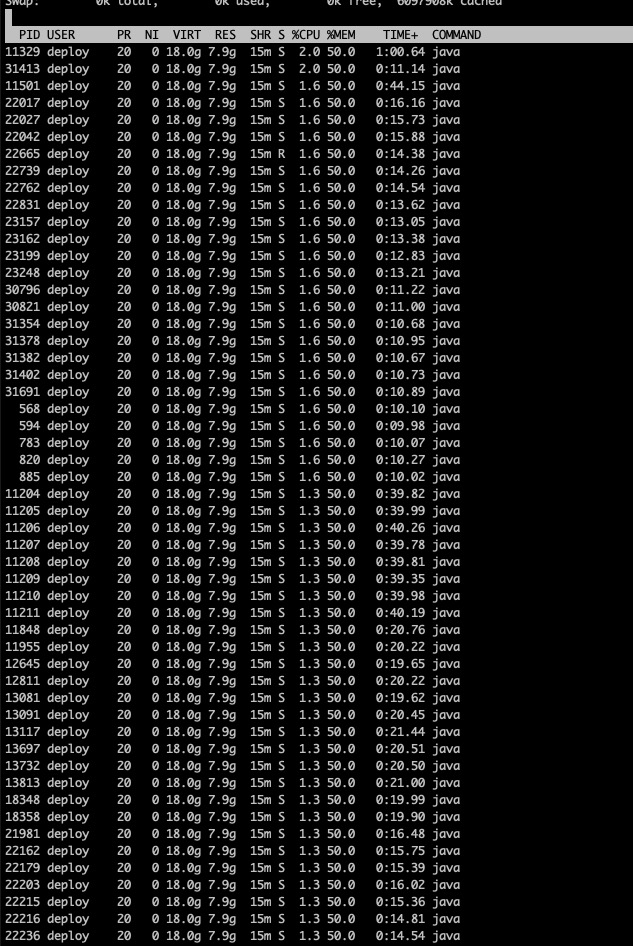 Swap: 0k total, 0k used, 0k free, 6097908k cached
PID USER PR NI VIRT RES SHR S %CPU %MEM TIME+ COMMAND
11329 deploy 20 0 18.0g 7.9g 15m S 2.0 50.0 1:00.64 java
31413 deploy 20 0 18.0g 7.9g 15m S 2.0 50.0 0:11.14 java
11501 deploy 20 0 18.0g 7.9g 15m S 1.6 50.0 0:44.15 java
22017 deploy 20 0 18.0g 7.9g 15m S 1.6 50.0 0:16.16 java
22027 deploy 20 0 18.0g 7.9g 15m S 1.6 50.0 0:15.73 java
22042 deploy 20 0 18.0g 7.9g 15m S 1.6 50.0 0:15.88 java
22665 deploy 20 0 18.0g 7.9g 15m R 1.6 50.0 0:14.38 java
22739 deploy 20 0 18.0g 7.9g 15m S 1.6 50.0 0:14.26 java
22762 deploy 20 0 18.0g 7.9g 15m S 1.6 50.0 0:14.54 java
22831 deploy 20 0 18.0g 7.9g 15m S 1.6 50.0 0:13.62 java
23157 deploy 20 0 18.0g 7.9g 15m S 1.6 50.0 0:13.05 java
23162 deploy 20 0 18.0g 7.9g 15m S 1.6 50.0 0:13.38 java
23199 deploy 20 0 18.0g 7.9g 15m S 1.6 50.0 0:12.83 java
23248 deploy 20 0 18.0g 7.9g 15m S 1.6 50.0 0:13.21 java
30796 deploy 20 0 18.0g 7.9g 15m S 1.6 50.0 0:11.22 java
30821 deploy 20 0 18.0g 7.9g 15m S 1.6 50.0 0:11.00 java
31354 deploy 20 0 18.0g 7.9g 15m S 1.6 50.0 0:10.68 java
31378 deploy 20 0 18.0g 7.9g 15m S 1.6 50.0 0:10.95 java
31382 deploy 20 0 18.0g 7.9g 15m S 1.6 50.0 0:10.67 java
31402 deploy 20 0 18.0g 7.9g 15m S 1.6 50.0 0:10.73 java
31691 deploy 20 0 18.0g 7.9g 15m S 1.6 50.0 0:10.89 java
568 deploy 20 0 18.0g 7.9g 15m S 1.6 50.0 0:10.10 java
594 deploy 20 0 18.0g 7.9g 15m S 1.6 50.0 0:09.98 java
783 deploy 20 0 18.0g 7.9g 15m S 1.6 50.0 0:10.07 java
820 deploy 20 0 18.0g 7.9g 15m S 1.6 50.0 0:10.27 java
885 deploy 20 0 18.0g 7.9g 15m S 1.6 50.0 0:10.02 java
11204 deploy 20 0 18.0g 7.9g 15m S 1.3 50.0 0:39.82 java
11205 deploy 20 0 18.0g 7.9g 15m S 1.3 50.0 0:39.99 java
11206 deploy 20 0 18.0g 7.9g 15m S 1.3 50.0 0:40.26 java
11207 deploy 20 0 18.0g 7.9g 15m S 1.3 50.0 0:39.78 java
11208 deploy 20 0 18.0g 7.9g 15m S 1.3 50.0 0:39.81 java
11209 deploy 20 0 18.0g 7.9g 15m S 1.3 50.0 0:39.35 java
11210 deploy 20 0 18.0g 7.9g 15m S 1.3 50.0 0:39.98 java
11211 deploy 20 0 18.0g 7.9g 15m S 1.3 50.0 0:40.19 java
11848 deploy 20 0 18.0g 7.9g 15m S 1.3 50.0 0:20.76 java
11955 deploy 20 0 18.0g 7.9g 15m S 1.3 50.0 0:20.22 java
12645 deploy 20 0 18.0g 7.9g 15m S 1.3 50.0 0:19.65 java
12811 deploy 20 0 18.0g 7.9g 15m S 1.3 50.0 0:20.22 java
13081 deploy 20 0 18.0g 7.9g 15m S 1.3 50.0 0:19.62 java
13091 deploy 20 0 18.0g 7.9g 15m S 1.3 50.0 0:20.45 java
13117 deploy 20 0 18.0g 7.9g 15m S 1.3 50.0 0:21.44 java
13697 deploy 20 0 18.0g 7.9g 15m S 1.3 50.0 0:20.51 java
13732 deploy 20 0 18.0g 7.9g 15m S 1.3 50.0 0:20.50 java
13813 deploy 20 0 18.0g 7.9g 15m S 1.3 50.0 0:21.00 java
18348 deploy 20 0 18.0g 7.9g 15m S 1.3 50.0 0:19.99 java
18358 deploy 20 0 18.0g 7.9g 15m S 1.3 50.0 0:19.90 java
21981 deploy 20 0 18.0g 7.9g 15m S 1.3 50.0 0:16.48 java
22162 deploy 20 0 18.0g 7.9g 15m S 1.3 50.0 0:15.75 java
22179 deploy 20 0 18.0g 7.9g 15m S 1.3 50.0 0:15.39 java
22203 deploy 20 0 18.0g 7.9g 15m S 1.3 50.0 0:16.02 java
22215 deploy 20 0 18.0g 7.9g 15m S 1.3 50.0 0:15.36 java
22216 deploy 20 0 18.0g 7.9g 15m S 1.3 50.0 0:14.81 java
22236 deploy 20 0 18.0g 7.9g 15m S 1.3 50.0 0:14.54 java